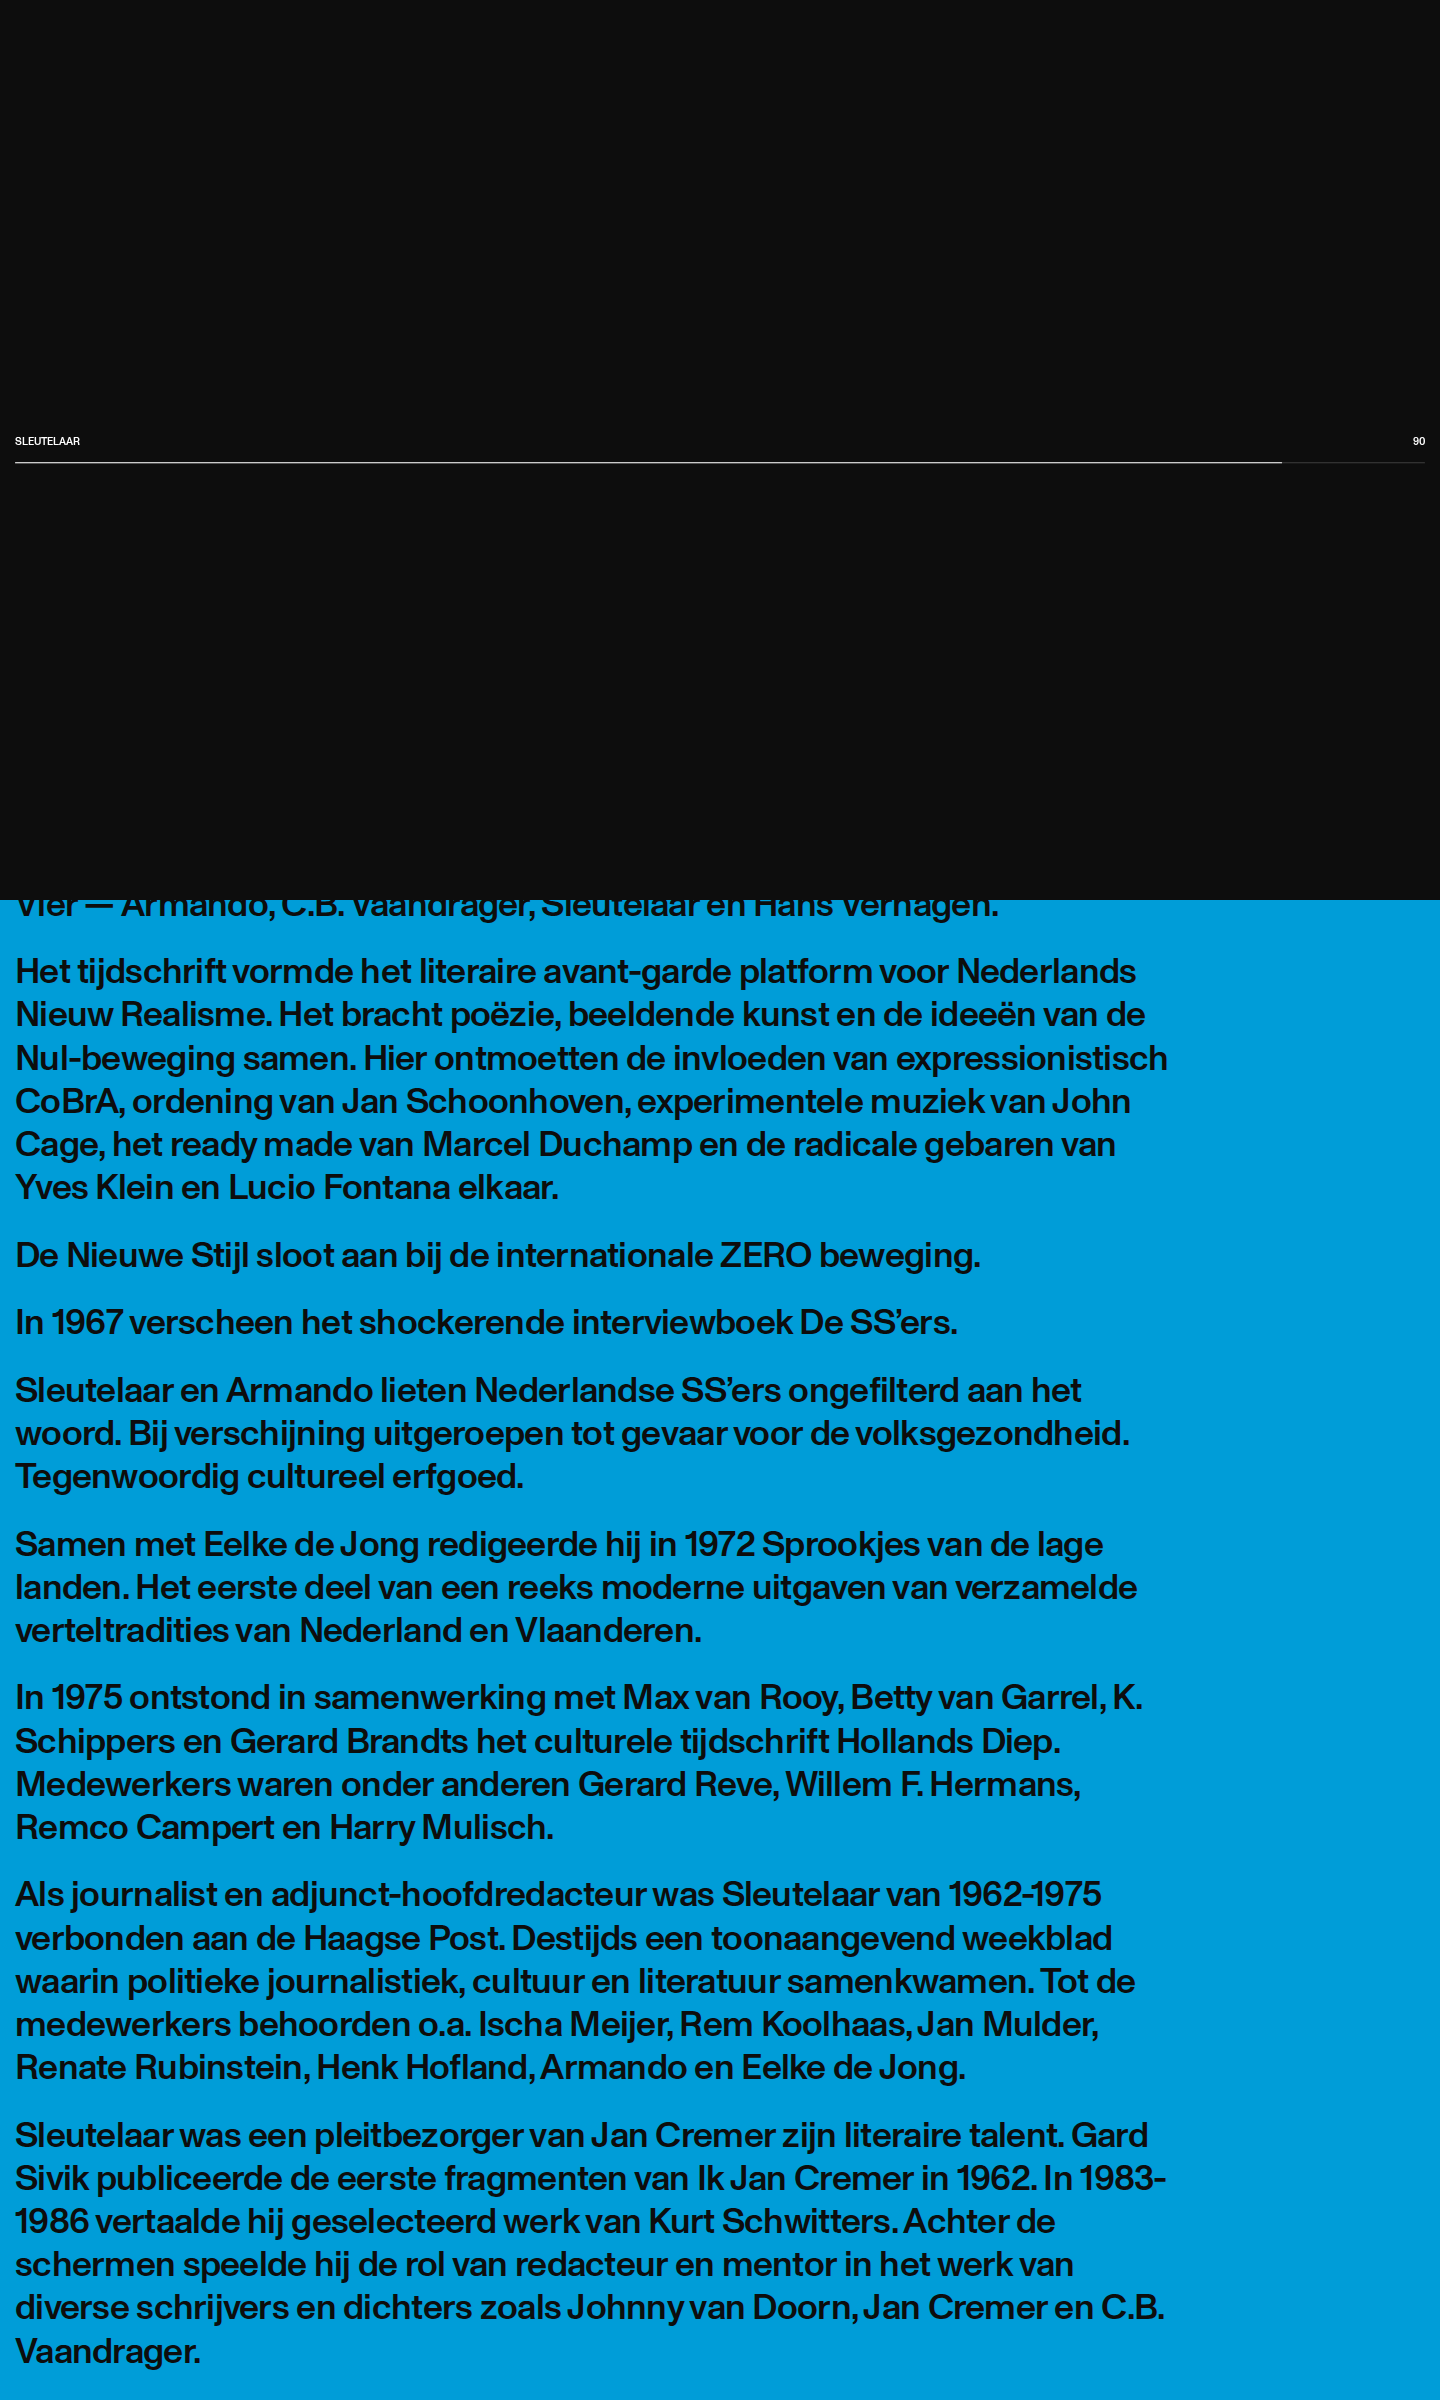 SLEUTELAAR
90
Vier — Armando, C.B. Vaandrager, Sleutelaar en Hans Verhagen.
Het tijdschrift vormde het literaire avant-garde platform voor Nederlands
Nieuw Realisme. Het bracht poëzie, beeldende kunst en de ideeën van de
Nul-beweging samen. Hier ontmoetten de invloeden van expressionistisch
CoBrA, ordening van Jan Schoonhoven, experimentele muziek van John
Cage, het ready made van Marcel Duchamp en de radicale gebaren van
Yves Klein en Lucio Fontana elkaar.
De Nieuwe Stijl sloot aan bij de internationale ZERO beweging.
In 1967 verscheen het shockerende interviewboek De SS’ers.
Sleutelaar en Armando lieten Nederlandse SS’ers ongefilterd aan het
woord. Bij verschijning uitgeroepen tot gevaar voor de volksgezondheid.
Tegenwoordig cultureel erfgoed.
Samen met Eelke de Jong redigeerde hij in 1972 Sprookjes van de lage
landen. Het eerste deel van een reeks moderne uitgaven van verzamelde
verteltradities van Nederland en Vlaanderen.
In 1975 ontstond in samenwerking met Max van Rooy, Betty van Garrel, K.
Schippers en Gerard Brandts het culturele tijdschrift Hollands Diep.
Medewerkers waren onder anderen Gerard Reve, Willem F. Hermans,
Remco Campert en Harry Mulisch.
Als journalist en adjunct-hoofdredacteur was Sleutelaar van 1962-1975
verbonden aan de Haagse Post. Destijds een toonaangevend weekblad
waarin politieke journalistiek, cultuur en literatuur samenkwamen. Tot de
medewerkers behoorden o.a. Ischa Meijer, Rem Koolhaas, Jan Mulder,
Renate Rubinstein, Henk Hofland, Armando en Eelke de Jong.
Sleutelaar was een pleitbezorger van Jan Cremer zijn literaire talent. Gard
Sivik publiceerde de eerste fragmenten van Ik Jan Cremer in 1962. In 1983-
1986 vertaalde hij geselecteerd werk van Kurt Schwitters. Achter de
schermen speelde hij de rol van redacteur en mentor in het werk van
diverse schrijvers en dichters zoals Johnny van Doorn, Jan Cremer en C.B.
Vaandrager.